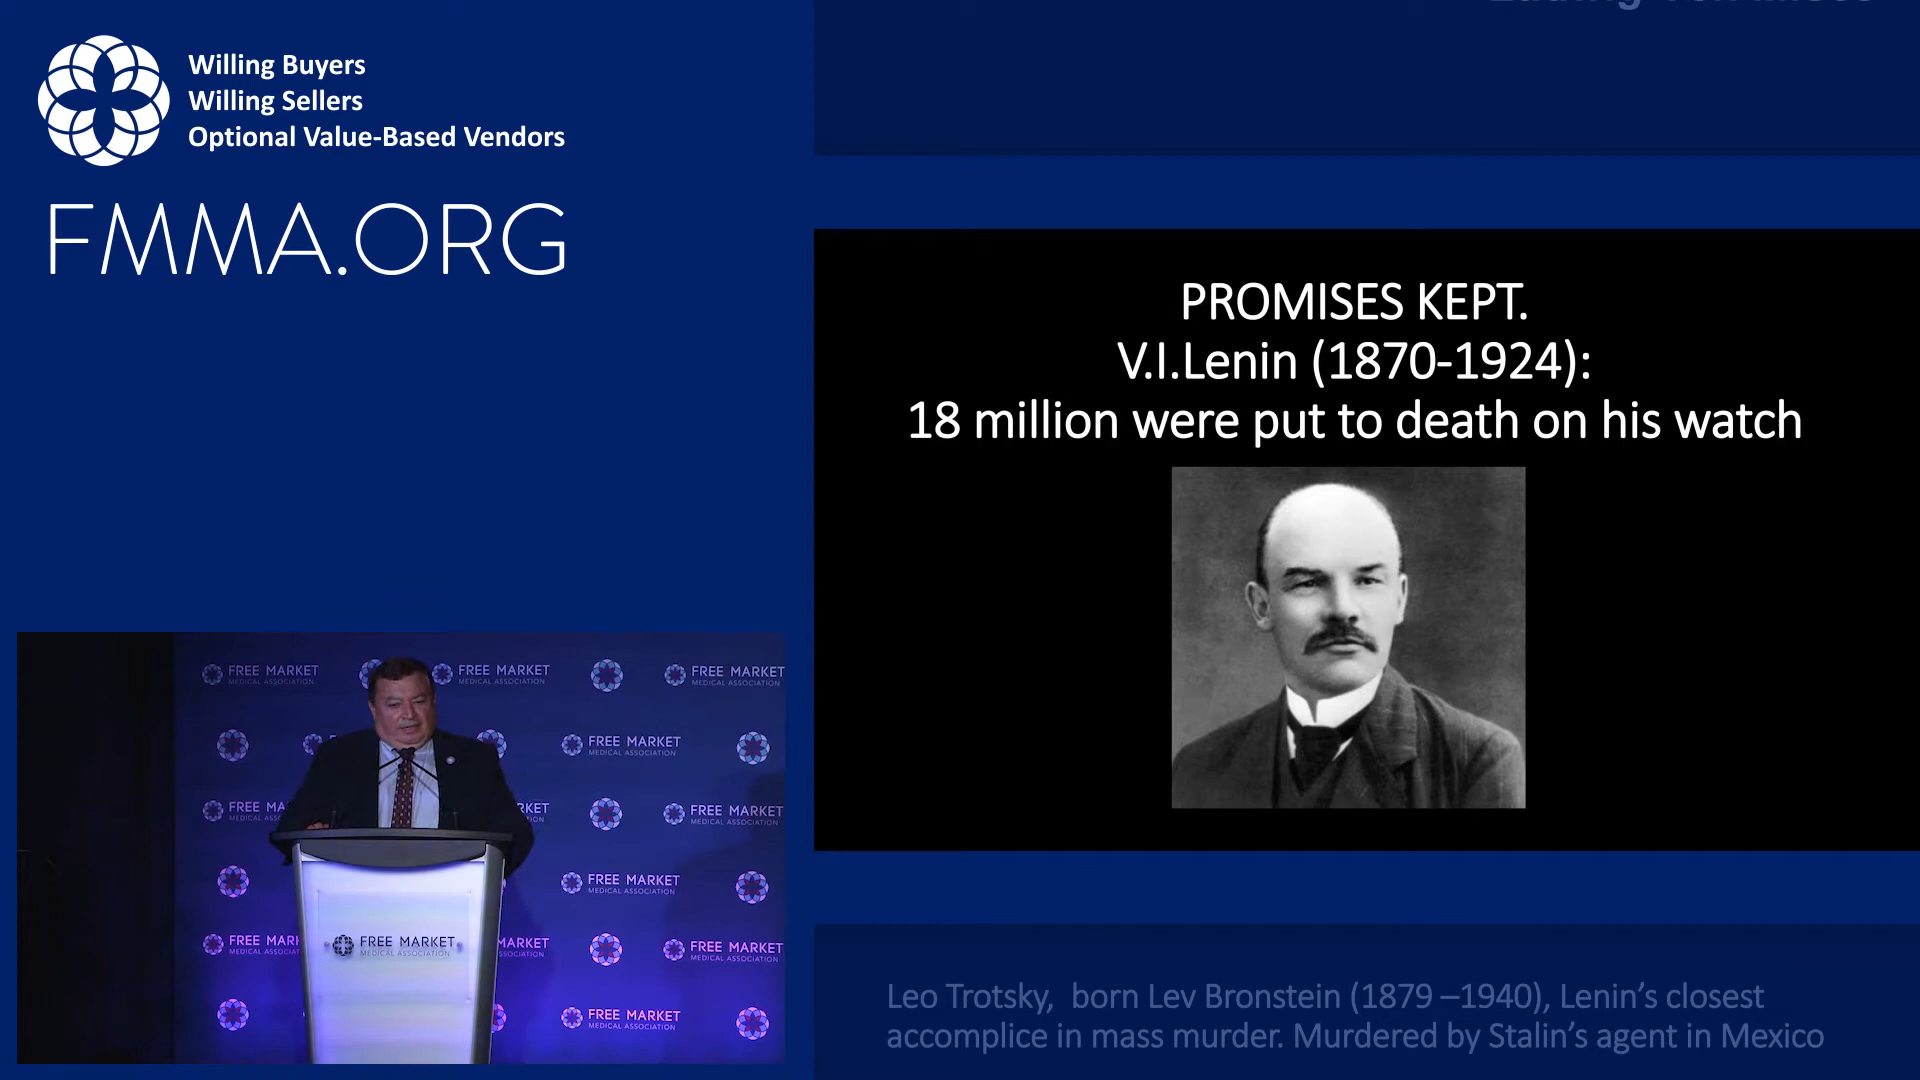 Willing Buyers
Willing Sellers
Optional Value-Based Vendors
FMMA.ORG
PROMISES KEPT.
V.I.Lenin (1870-1924):
18 million were put to death on his watch
Leo Trotsky,  born Lev Bronstein (1879 –1940), Lenin’s closest
accomplice in mass murder. Murdered by Stalin’s agent in Mexico
FREE MARKET
MEDICAL ASSOCIATION
FREE MARKET
MEDICAL ASSOCIATION
FREE MARKET
MEDICAL ASSOCIATION
FREE MARKET
MEDICAL ASSOCIATION
FREE MARKET
MEDICAL ASSOCIATION
FREE MARKET
MEDICAL ASSOCIATION
FREE MARKET
MEDICAL ASSOCIATION
FREE MARKET
MEDICAL ASSOCIATION
FREE MARKET
MEDICAL ASSOCIATION